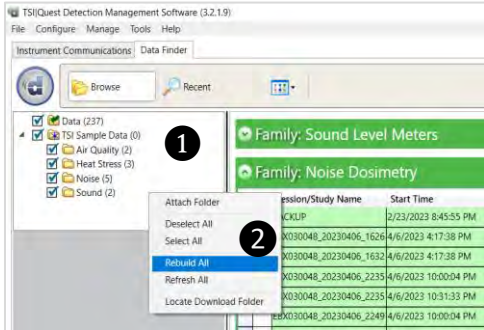 TSI|Quest Detection Management Software (3.2.1.9)
File Configure Manage Tools Help
Instrument Communications Data Finder
d Browse Recent
Data (237)
TSI Sample Data (0)
Air Quality (2)
Heat Stress (3)
Noise (5)
Sound (2)
1
Attach Folder
Deselect All
Select All
Rebuild All
Refresh All
Locate Download Folder
2
Family: Sound Level Meters
Family: Noise Dosimetry
ession/Study Name Start Time
ACKUP 2/23/2023 8:45:55 PM
X030048_20230406_1626 4/6/2023 4:17:38 PM
X030048_20230406_1632 4/6/2023 4:17:38 PM
X030048_20230406_2235 4/6/2023 10:00:04 PM
X030048_20230406_2235 4/6/2023 10:31:33 PM
EBX030048_20230406_2249 4/6/2023 10:00:04 PM